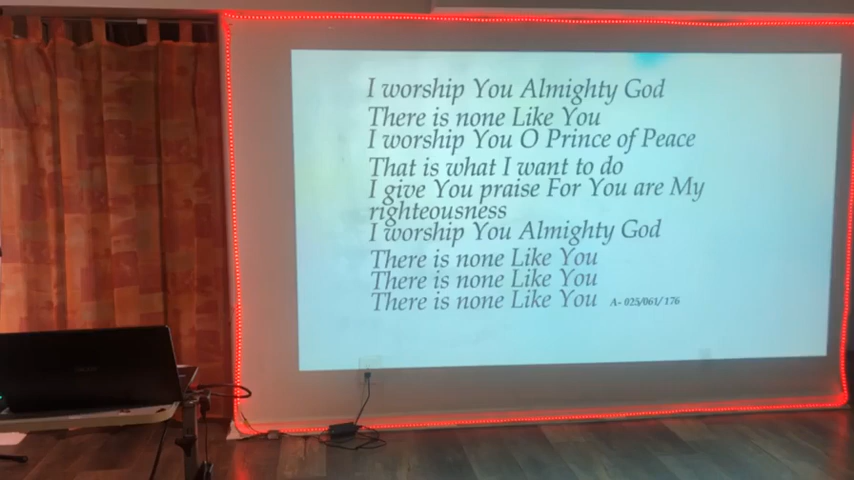 I worship You Almighty God
There is none Like You
I worship You O Prince of Peace
That is what I want to do
I give You praise For You are My
righteousness
I worship You Almighty God
There is none Like You
There is none Like You
There is none Like You A- 025/061/176